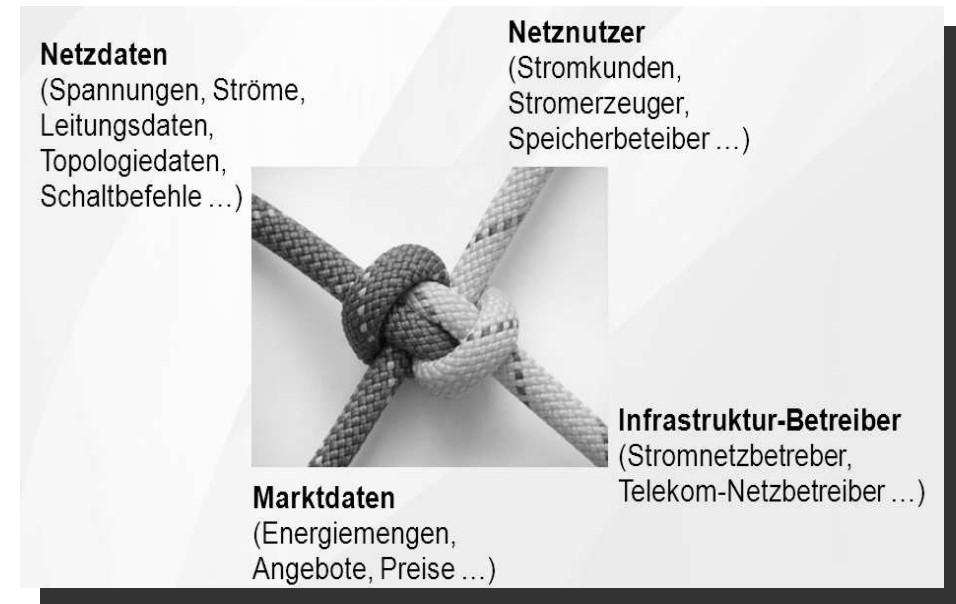 Netzdaten
(Spannungen, Ströme,
Leitungsdaten,
Topologiedaten,
Schaltbefehle …)
Netznutzer
(Stromkunden,
Stromerzeuger,
Speicherbeteiber …)
Marktdaten
(Energiemengen,
Angebote, Preise …)
Infrastruktur-Betreiber
(Stromnetzbetreber,
Telekom-Netzbetreiber …)